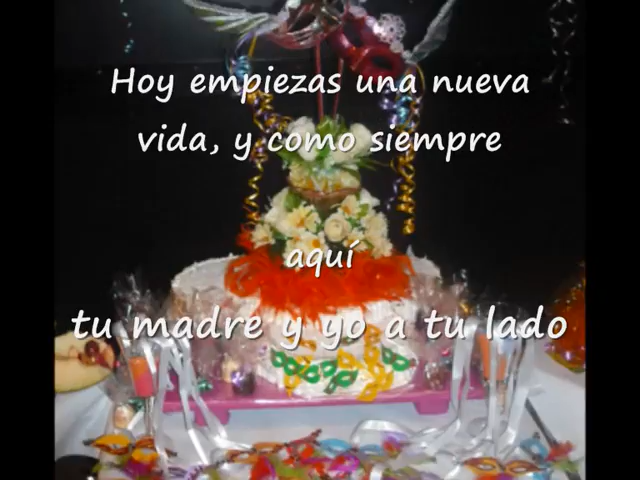 Hoy empiezas una nueva
vida, y como siempre
aquí
tu madre y yo a tu lado